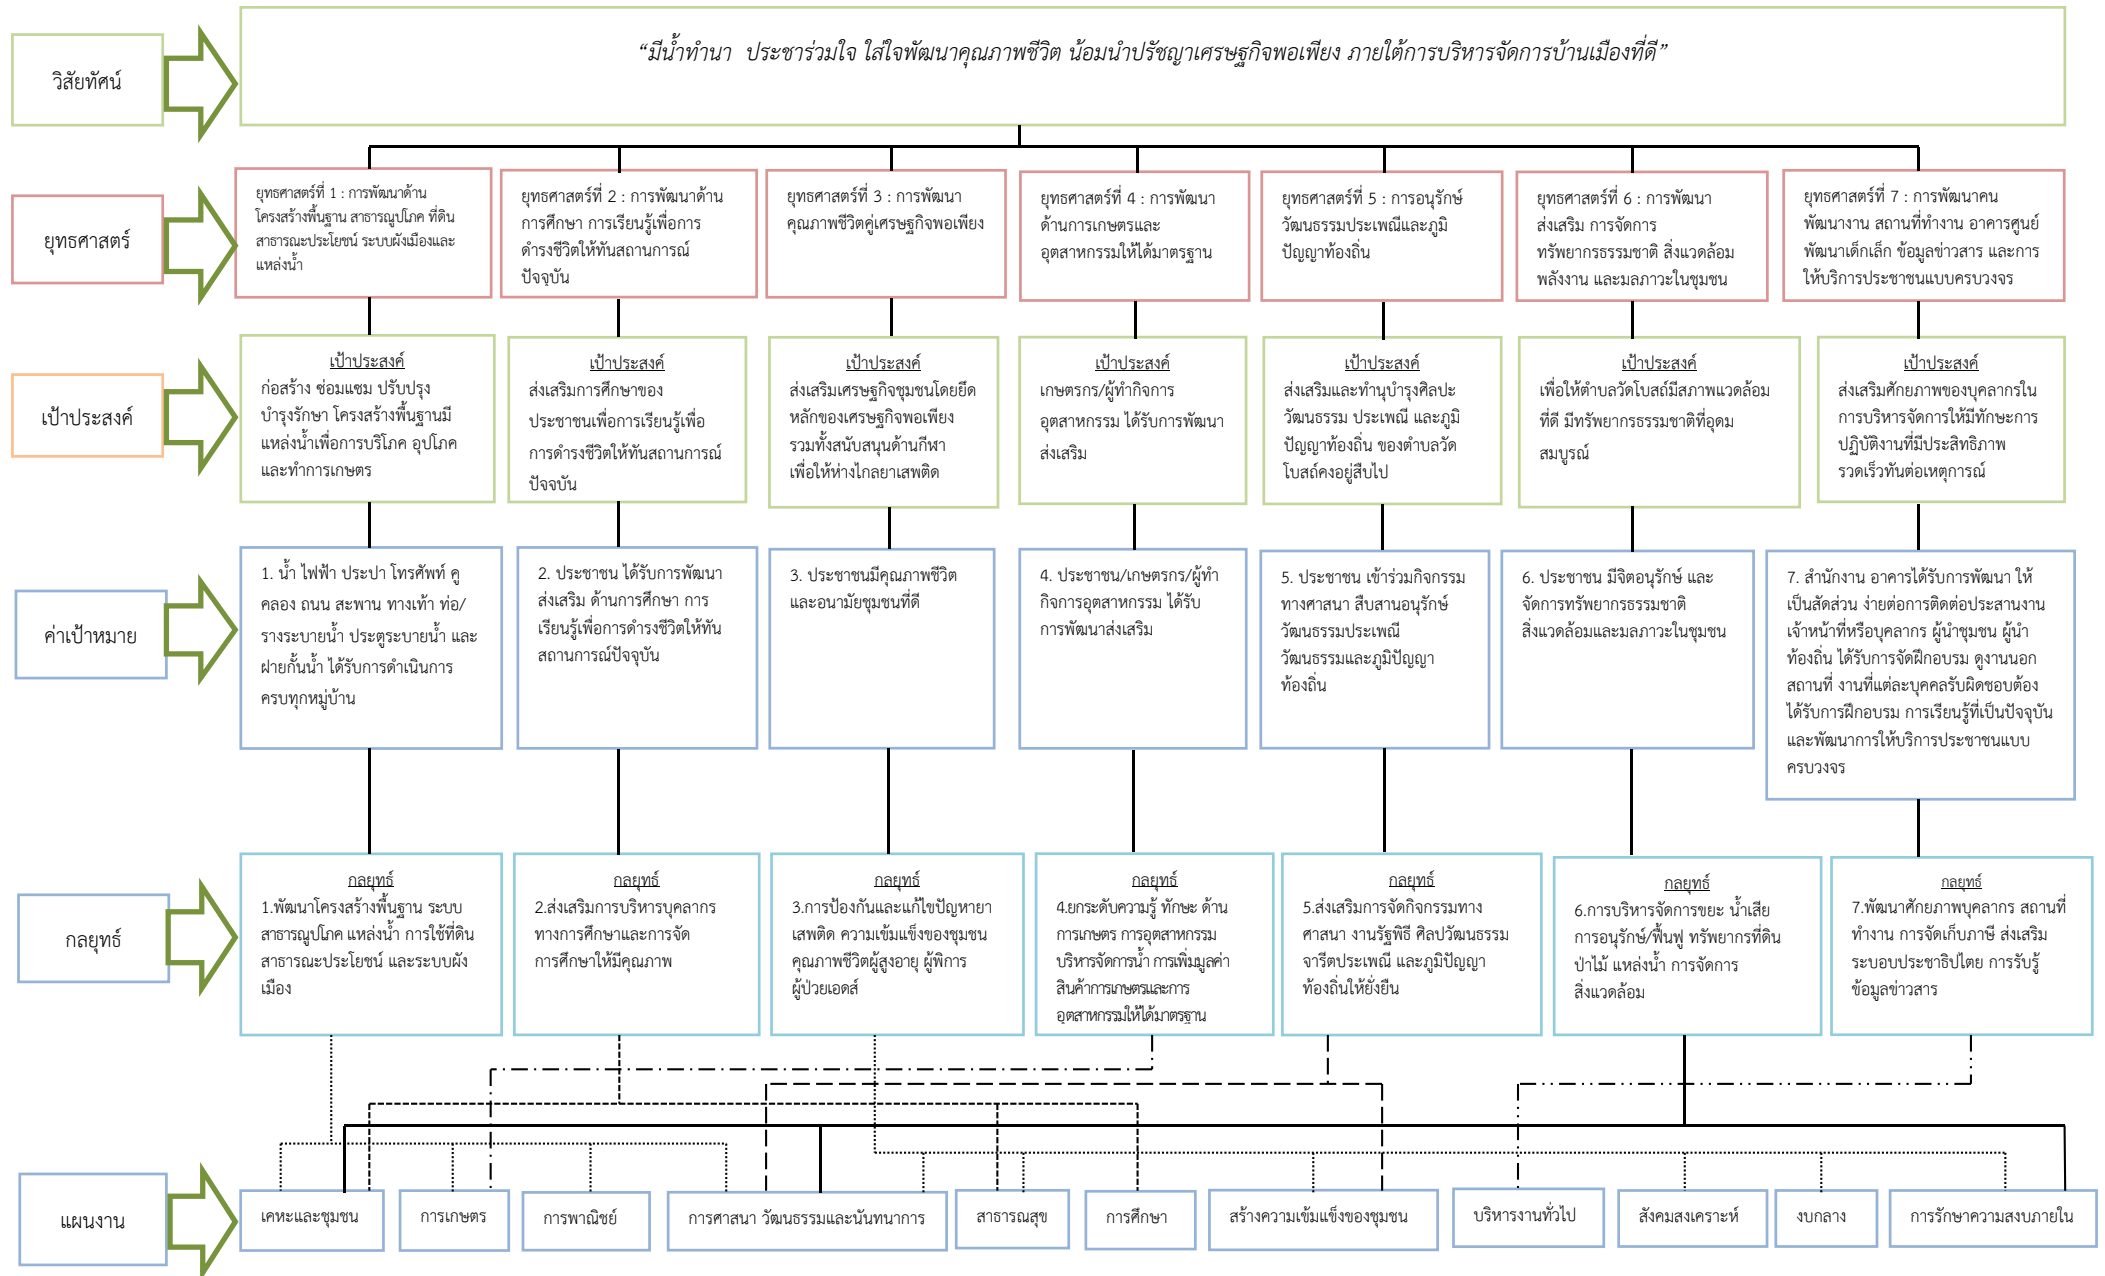 วิสัยทัศน์
“มีน้ำทำนา  ประชาร่วมใจ ใส่ใจพัฒนาคุณภาพชีวิต น้อมนำปรัชญาเศรษฐกิจพอเพียง ภายใต้การบริหารจัดการบ้านเมืองที่ดี”
ยุทธศาสตร์
ยุทธศาสตร์ที่ 1 : การพัฒนาด้าน
โครงสร้างพื้นฐาน สาธารณูปโภค ที่ดิน
สาธารณะประโยชน์ ระบบผังเมืองและ
แหล่งน้ำ
ยุทธศาสตร์ที่ 2 : การพัฒนาด้าน
การศึกษา การเรียนรู้เพื่อการ
ดำรงชีวิตให้ทันสถานการณ์
ปัจจุบัน
ยุทธศาสตร์ที่ 3 : การพัฒนา
คุณภาพชีวิตคู่เศรษฐกิจพอเพียง
ยุทธศาสตร์ที่ 4 : การพัฒนา
ด้านการเกษตรและ
อุตสาหกรรมให้ได้มาตรฐาน
ยุทธศาสตร์ที่ 5 : การอนุรักษ์
วัฒนธรรมประเพณีและภูมิ
ปัญญาท้องถิ่น
ยุทธศาสตร์ที่ 6 : การพัฒนา
ส่งเสริม การจัดการ
ทรัพยากรธรรมชาติ สิ่งแวดล้อม
พลังงาน และมลภาวะในชุมชน
ยุทธศาสตร์ที่ 7 : การพัฒนาคน
พัฒนางาน สถานที่ทำงาน อาคารศูนย์
พัฒนาเด็กเล็ก ข้อมูลข่าวสาร และการ
ให้บริการประชาชนแบบครบวงจร
เป้าประสงค์
เป้าประสงค์
ก่อสร้าง ซ่อมแซม ปรับปรุง
บำรุงรักษา โครงสร้างพื้นฐานมี
แหล่งน้ำเพื่อการบริโภค อุปโภค
และทำการเกษตร
เป้าประสงค์
ส่งเสริมการศึกษาของ
ประชาชนเพื่อการเรียนรู้เพื่อ
การดำรงชีวิตให้ทันสถานการณ์
ปัจจบัน
เป้าประสงค์
ส่งเสริมเศรษฐกิจชุมชนโดยยึด
หลักของเศรษฐกิจพอเพียง
รวมทั้งสนับสนุนด้านกีฬา
เพื่อให้ห่างไกลยาเสพติด
เป้าประสงค์
เกษตรกร/ผู้ทำกิจการ
อุตสาหกรรม ได้รับการพัฒนา
ส่งเสริม
เป้าประสงค์
ส่งเสริมและทำนุบำรุงศิลปะ
วัฒนธรรม ประเพณี และภูมิ
ปัญญาท้องถิ่น ของตำบลวัด
โบสถ์คงอยู่สืบไป
เป้าประสงค์
เพื่อให้ตำบลวัดโบสถ์มีสภาพแวดล้อม
ที่ดี มีทรัพยากรธรรมชาติที่อุดม
สมบูรณ์
เป้าประสงค์
ส่งเสริมศักยภาพของบุคลากรใน
การบริหารจัดการให้มีทักษะการ
ปฏิบัติงานที่มีประสิทธิภาพ
รวดเร็วทันต่อเหตุการณ์
ค่าเป้าหมาย
1. น้ำ ไฟฟ้า ประปา โทรศัพท์ คู
คลอง ถนน สะพาน ทางเท้า ท่อ/
รางระบายน้ำ ประตูระบายน้ำ และ
ฝายกั้นน้ำ ได้รับการดำเนินการ
ครบทุกหมู่บ้าน
2. ประชาชน ได้รับการพัฒนา
ส่งเสริม ด้านการศึกษา การ
เรียนรู้เพื่อการดำรงชีวิตให้ทัน
สถานการณ์ปัจจุบัน
3. ประชาชนมีคุณภาพชีวิต
และอนามัยชุมชนที่ดี
4. ประชาชน/เกษตรกร/ผู้ทำ
กิจการอุตสาหกรรม ได้รับ
การพัฒนาส่งเสริม
5. ประชาชน เข้าร่วมกิจกรรม
ทางศาสนา สืบสานอนุรักษ์
วัฒนธรรมประเพณี
วัฒนธรรมและภูมิปัญญา
ท้องถิ่น
6. ประชาชน มีจิตอนุรักษ์ และ
จัดการทรัพยากรธรรมชาติ
สิ่งแวดล้อมและมลภาวะในชุมชน
7. สำนักงาน อาคารได้รับการพัฒนา ให้
เป็นสัดส่วน ง่ายต่อการติดต่อประสานงาน
เจ้าหน้าที่หรือบุคลากร ผู้นำชุมชน ผู้นำ
ท้องถิ่น ได้รับการจัดฝึกอบรม ดูงานนอก
สถานที่ งานที่แต่ละบุคคลรับผิดชอบต้อง
ได้รับการฝึกอบรม การเรียนรู้ที่เป็นปัจจุบัน
และพัฒนาการให้บริการประชาชนแบบ
ครบวงจร
กลยุทธ์
กลยุทธ์
1.พัฒนาโครงสร้างพื้นฐาน ระบบ
สาธารณูปโภค แหล่งน้ำ การใช้ที่ดิน
สาธารณะประโยชน์ และระบบผัง
เมือง
กลยุทธ์
2.ส่งเสริมการบริหารบุคลากร
ทางการศึกษาและการจัด
การศึกษาให้มีคุณภาพ
กลยุทธ์
3.การป้องกันและแก้ไขปัญหายา
เสพติด ความเข้มแข็งของชุมชน
คุณภาพชีวิตผู้สูงอายุ ผู้พิการ
ผู้ป่วยเอดส์
กลยุทธ์
4.ยกระดับความรู้ ทักษะ ด้าน
การเกษตร การอุตสาหกรรม
บริหารจัดการน้ำ การเพิ่มมูลค่า
สินค้าการเกษตรและการ
อุตสาหกรรมให้ได้มาตรฐาน
กลยุทธ์
5.ส่งเสริมการจัดกิจกรรมทาง
ศาสนา งานรัฐพิธี ศิลปวัฒนธรรม
จารีตประเพณี และภูมิปัญญา
ท้องถิ่นให้ยั่งยืน
กลยุทธ์
6.การบริหารจัดการขยะ น้ำเสีย
การอนุรักษ์/ฟื้นฟู ทรัพยากรที่ดิน
ป่าไม้ แหล่งน้ำ การจัดการ
สิ่งแวดล้อม
กลยุทธ์
7.พัฒนาศักยภาพบุคลากร สถานที่
ทำงาน การจัดเก็บภาษี ส่งเสริม
ระบอบประชาธิปไตย การรับรู้
ข้อมูลข่าวสาร
แผนงาน
เคหะและชุมชน
การเกษตร
การพาณิชย์
การศาสนา วัฒนธรรมและนันทนาการ
สาธารณสุข
การศึกษา
สร้างความเข้มแข็งของชุมชน
บริหารงานทั่วไป
สังคมสงเคราะห์
งบกลาง
การรักษาความสงบภายใน